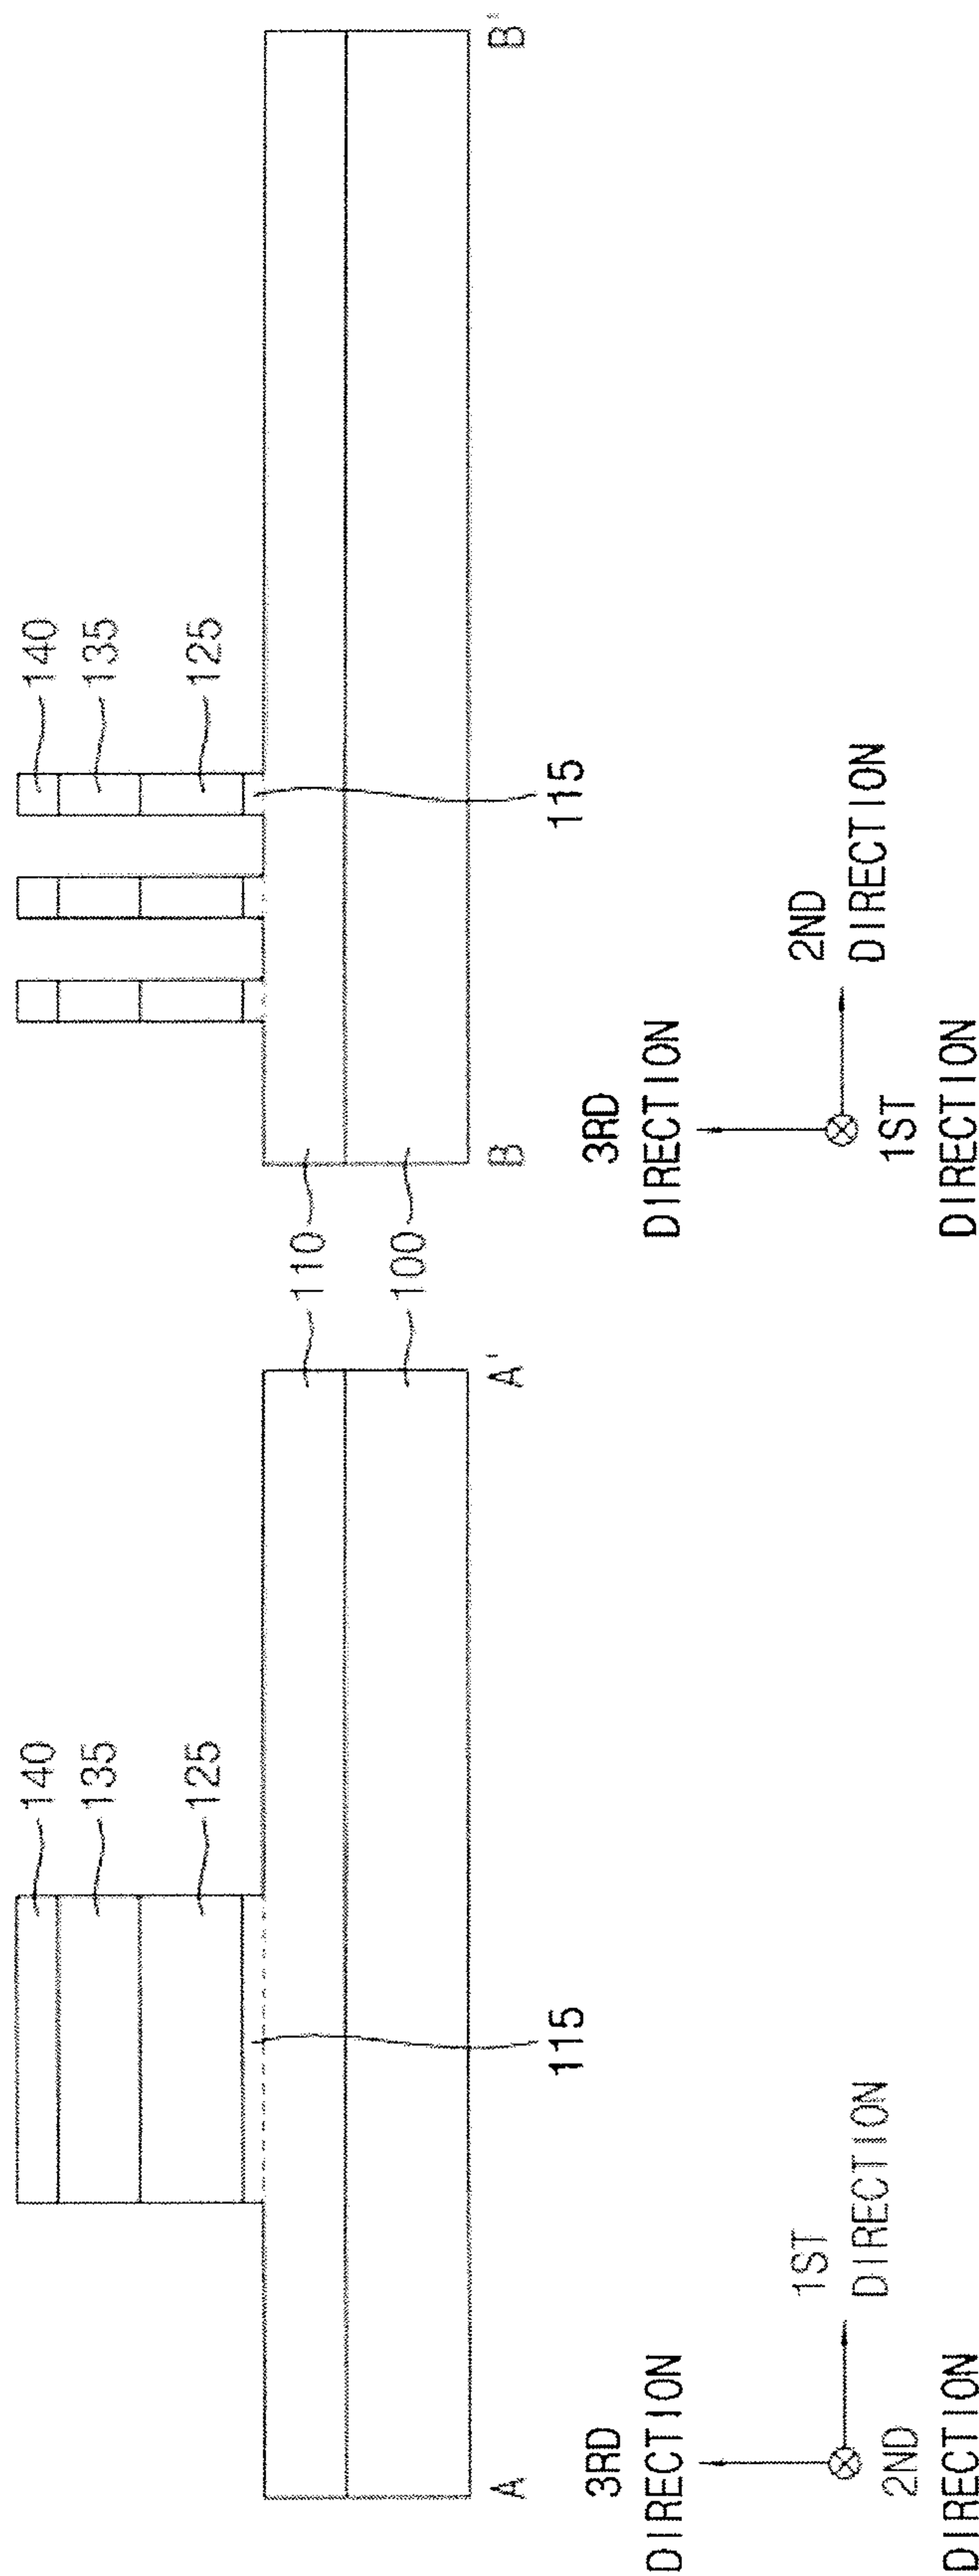 140
135
125
115
A
A'
3RD
DIRECTION
1ST
DIRECTION
2ND
DIRECTION
110
100
140
135
125
115
B
B'
3RD
DIRECTION
2ND
DIRECTION
1ST
DIRECTION